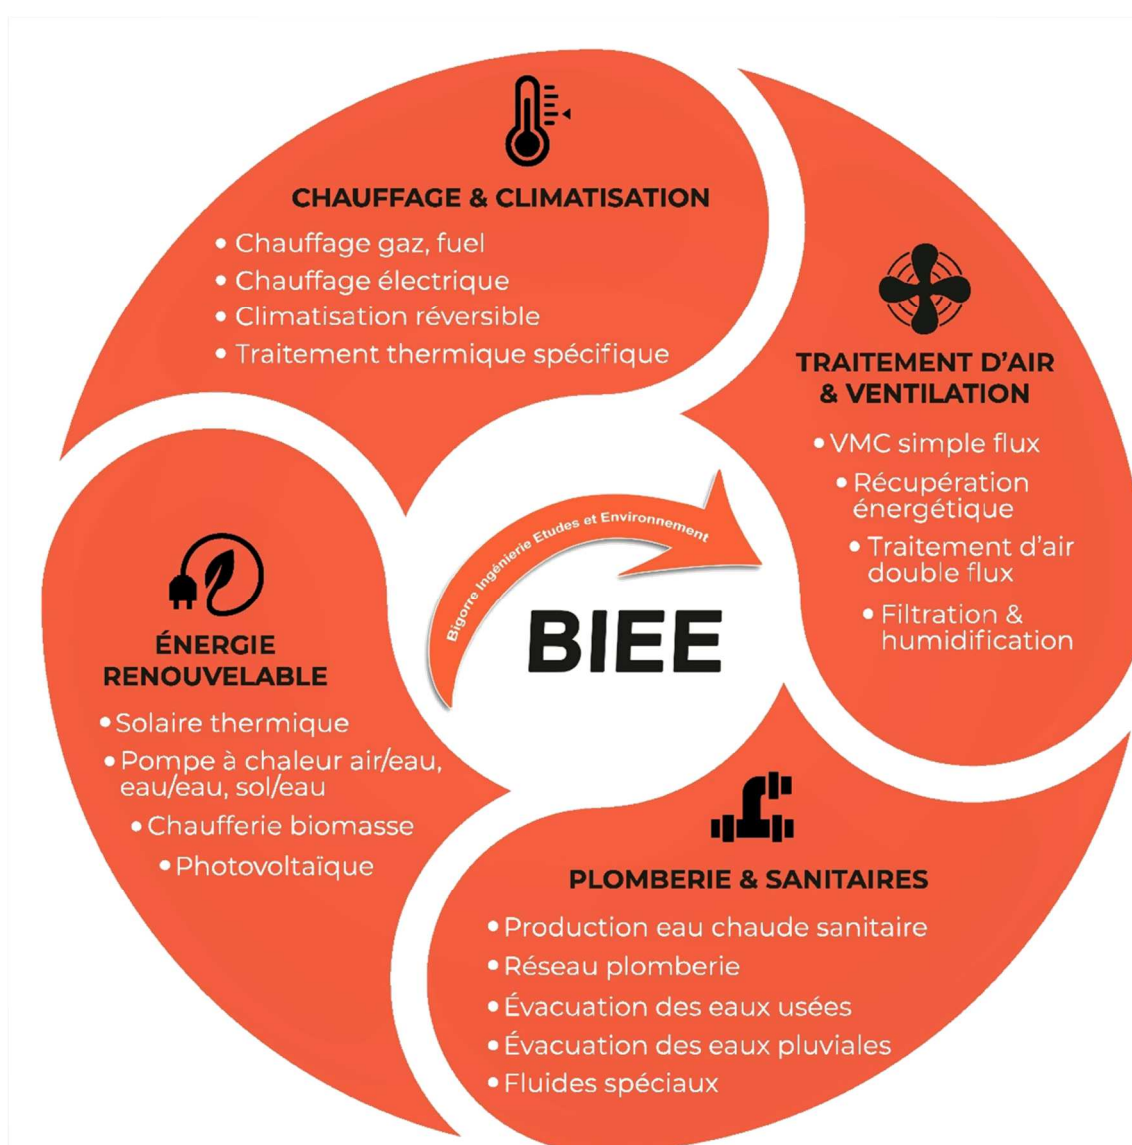 CHAUFFAGE & CLIMATISATION
• Chauffage gaz, fuel
• Chauffage électrique
• Climatisation réversible
• Traitement thermique spécifique
TRAITEMENT D'AIR
& VENTILATION
• VMC simple flux
• Récupération
énergétique
• Traitement d'air
double flux
• Filtration &
humidification
Bigorre Ingénierie Etudes et Environnement
BIEE
ÉNERGIE
RENOUVELABLE
• Solaire thermique
• Pompe à chaleur air/eau,
eau/eau, sol/eau
• Chaufferie biomasse
• Photovoltaïque
PLOMBERIE & SANITAIRES
• Production eau chaude sanitaire
• Réseau plomberie
• Évacuation des eaux usées
• Évacuation des eaux pluviales
• Fluides spéciaux